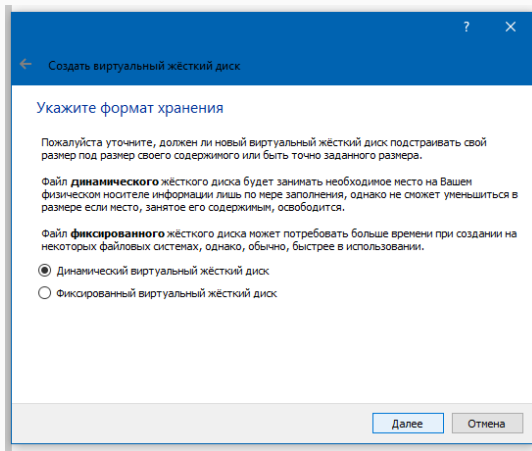 ?
Создать виртуальный жёсткий диск
Укажите формат хранения
Пожалуйста уточните, должен ли новый виртуальный жёсткий диск подстраивать свой
размер под размер своего содержимого или быть точно заданного размера.
Файл динамического жёсткого диска будет занимать необходимое место на Вашем
физическом носителе информации лишь по мере заполнения, однако не сможет уменьшиться в
размере если место, занятое его содержимым, освободится.
Файл фиксированного жёсткого диска может потребовать больше времени при создании на
некоторых файловых системах, однако, обычно, быстрее в использовании.
Динамический виртуальный жёсткий диск
Фиксированный виртуальный жёсткий диск
Далее Отмена